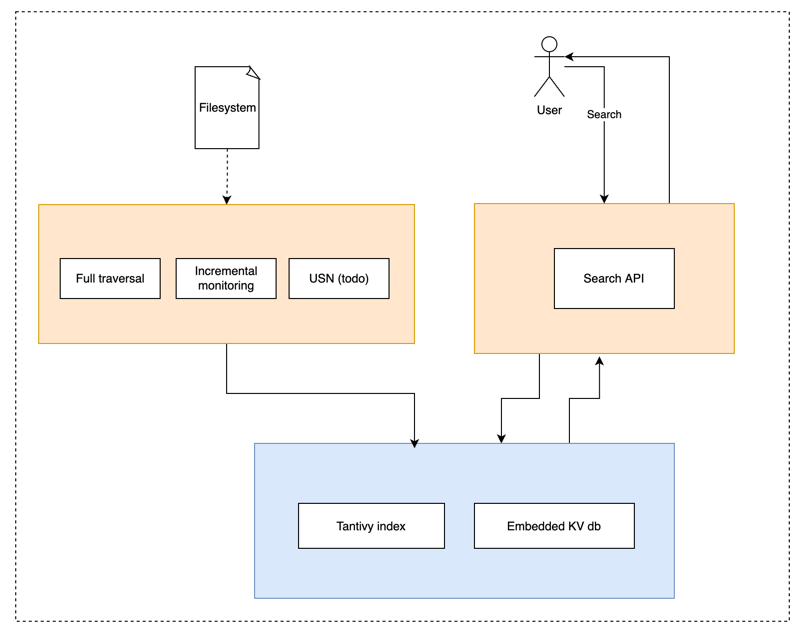 Filesystem
User
Search
Full traversal
Incremental
monitoring
USN (todo)
Search API
Tantivy index
Embedded KV db